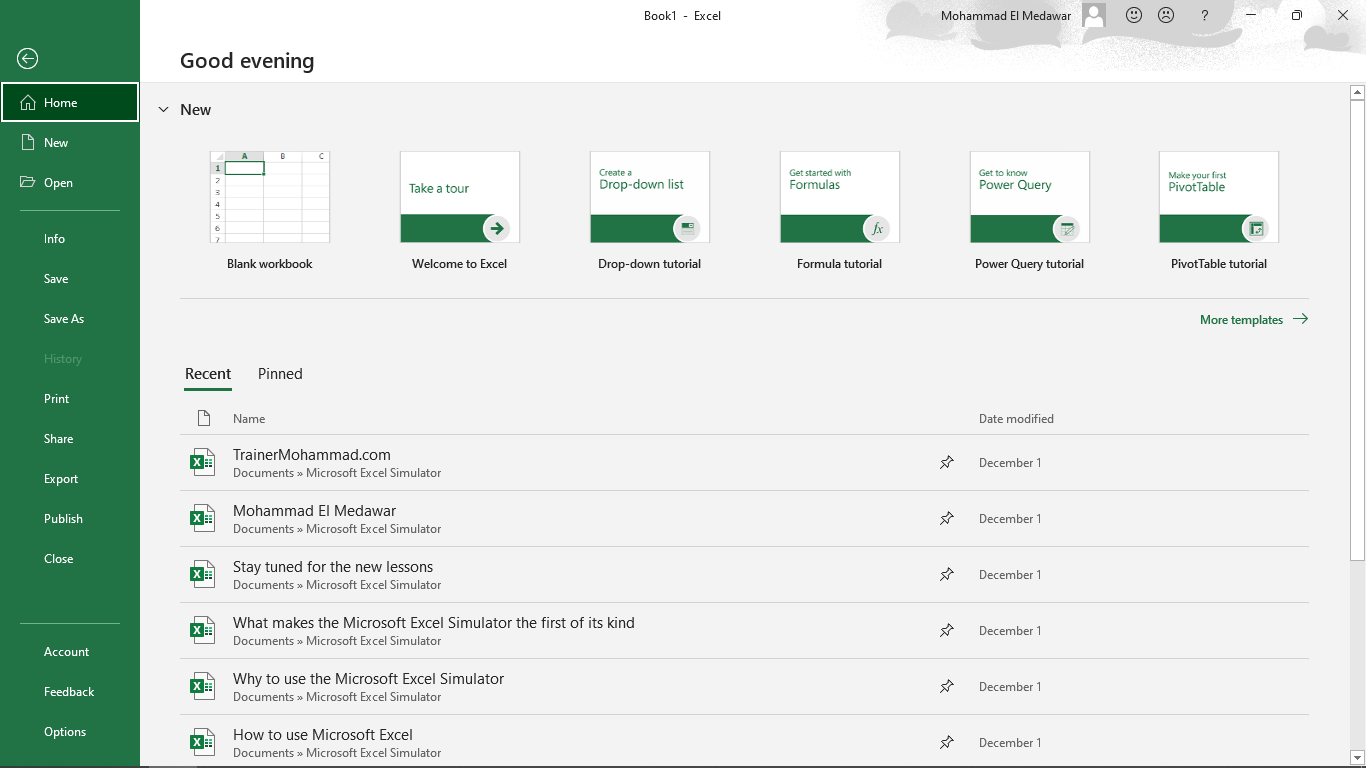 Book1 - Excel
Mohammad El Medawar
?
Good evening
Home
New
Open
Info
Save
Save As
History
Print
Share
Export
Publish
Close
Account
Feedback
Options
New
A B C
1
2
3
4
5
6
7
Blank workbook
Take a tour
Welcome to Excel
Create a
Drop-down list
Drop-down tutorial
Get started with
Formulas
fx
Formula tutorial
Get to know
Power Query
Power Query tutorial
Make your first
PivotTable
PivotTable tutorial
More templates
Recent Pinned
Name Date modified
TrainerMohammad.com
Documents » Microsoft Excel Simulator
December 1
Mohammad El Medawar
Documents » Microsoft Excel Simulator
December 1
Stay tuned for the new lessons
Documents » Microsoft Excel Simulator
December 1
What makes the Microsoft Excel Simulator the first of its kind
Documents » Microsoft Excel Simulator
December 1
Why to use the Microsoft Excel Simulator
Documents » Microsoft Excel Simulator
December 1
How to use Microsoft Excel
Documents » Microsoft Excel Simulator
December 1